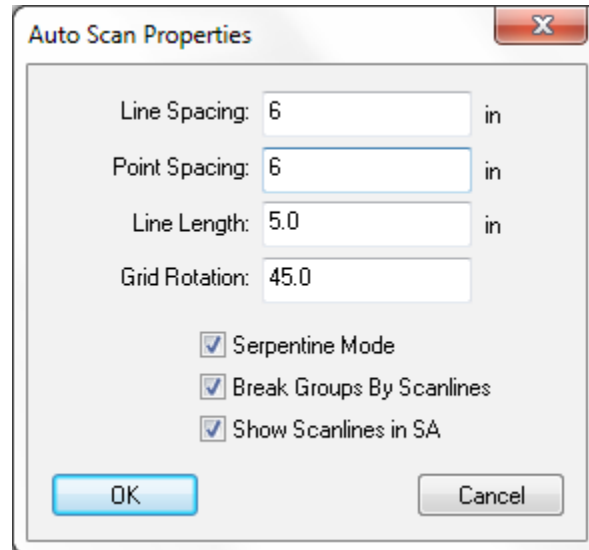 Auto Scan Properties
Line Spacing: 6 in
Point Spacing: 6 in
Line Length: 5.0 in
Grid Rotation: 45.0
Serpentine Mode
Break Groups By Scanlines
Show Scanlines in SA
OK Cancel